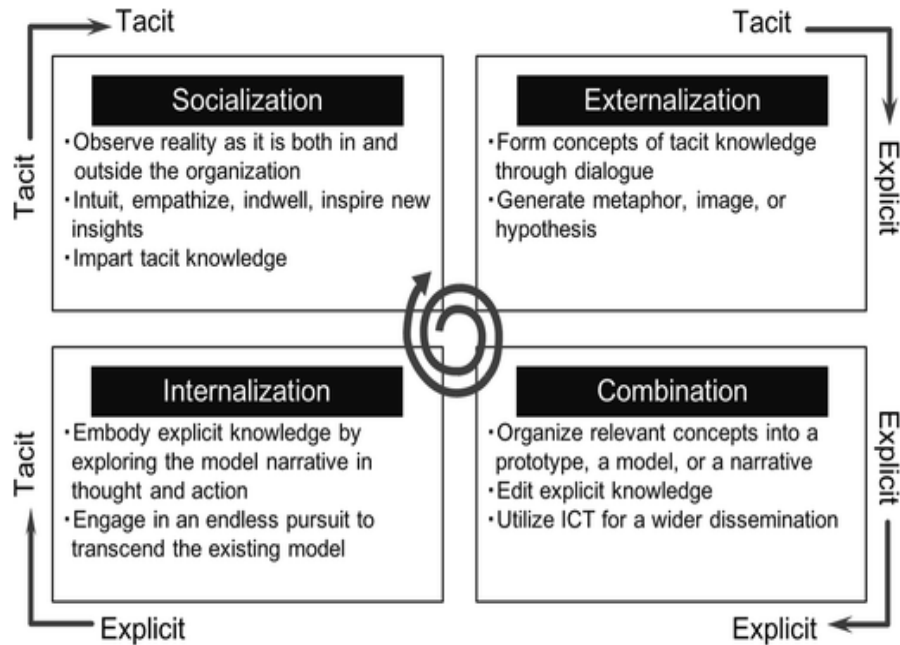 Tacit
Tacit
Tacit
Socialization
・Observe reality as it is both in and
outside the organization
・Intuit, empathize, indwell, inspire new
insights
・Impart tacit knowledge
Tacit
Explicit
Externalization
・Form concepts of tacit knowledge
through dialogue
・Generate metaphor, image, or
hypothesis
Internalization
・Embody explicit knowledge by
exploring the model narrative in
thought and action
・Engage in an endless pursuit to
transcend the existing model
Explicit
Combination
・Organize relevant concepts into a
prototype, a model, or a narrative
・Edit explicit knowledge
・Utilize ICT for a wider dissemination
Explicit
Explicit